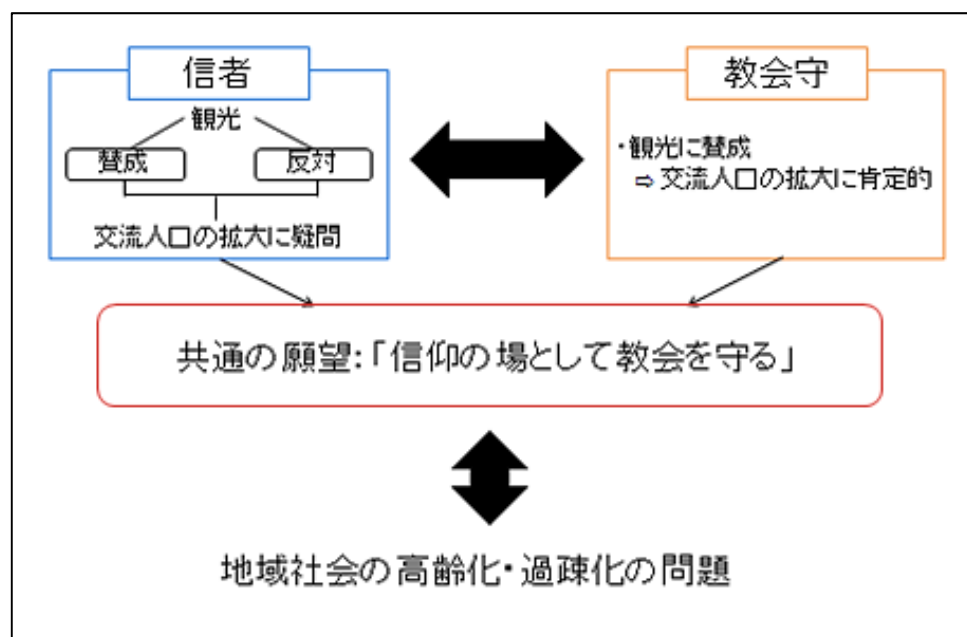 信者
観光
賛成
反対
交流人口の拡大に疑問
教会守
・観光に賛成
⇨ 交流人口の拡大に肯定的
共通の願望:「信仰の場として教会を守る」
地域社会の高齢化・過疎化の問題